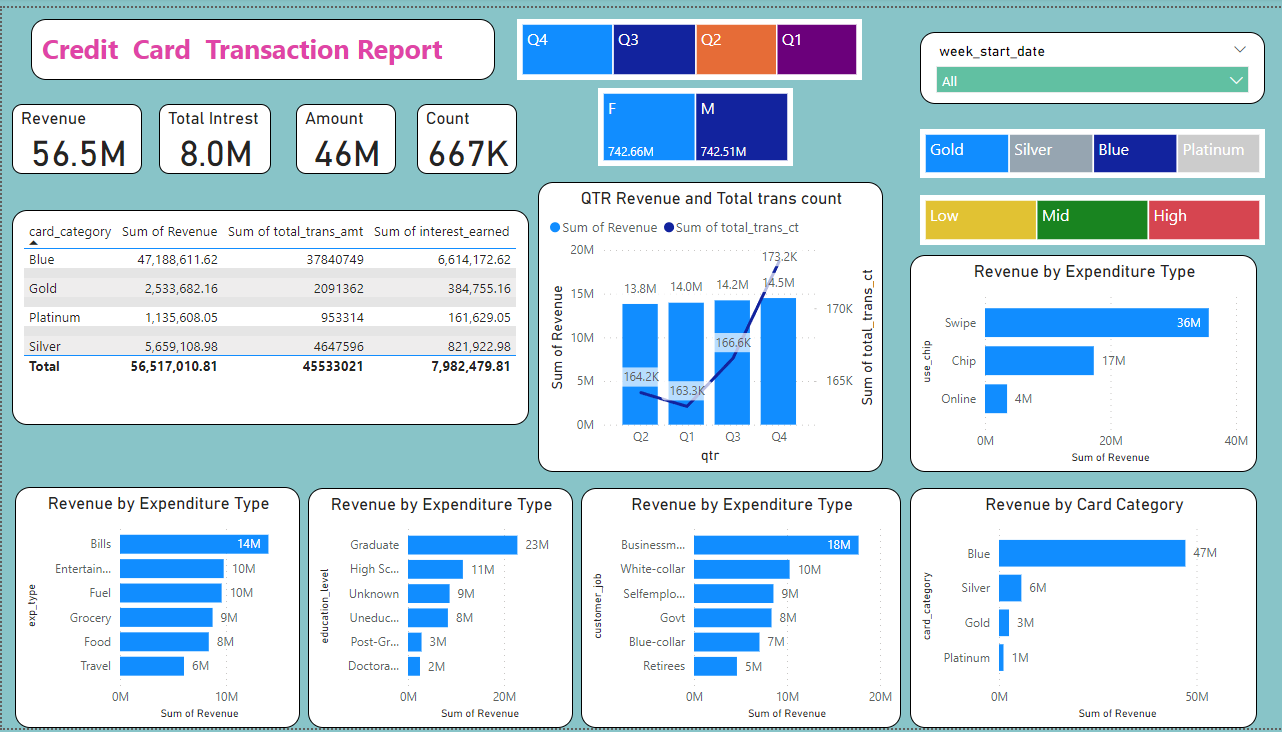 Credit Card Transaction Report
Q4 Q3 Q2 Q1
week_start_date
All
F M
742.66M 742.51M
Revenue
56.5M
Total Intrest
8.0M
Amount
46M
Count
667K
Gold Silver Blue Platinum
Low Mid High
card_category Sum of Revenue Sum of total_trans_amt Sum of interest_earned
Blue 47,188,611.62 37840749 6,614,172.62
Gold 2,533,682.16 2091362 384,755.16
Platinum 1,135,608.05 953314 161,629.05
Silver 5,659,108.98 4647596 821,922.98
Total 56,517,010.81 45533021 7,982,479.81
QTR Revenue and Total trans count
Sum of Revenue Sum of total_trans_ct
Sum of Revenue
20M
15M
10M
5M
0M
13.8M 14.0M 14.2M 14.5M
164.2K 163.3K 166.6K 173.2K
170K
165K
Sum of total_trans_ct
Q2 Q1 Q3 Q4
qtr
Revenue by Expenditure Type
use_chip
Swipe 36M
Chip 17M
Online 4M
0M 20M 40M
Sum of Revenue
Revenue by Expenditure Type
exp_type
Bills 14M
Entertain... 10M
Fuel 10M
Grocery 9M
Food 8M
Travel 6M
0M 10M
Sum of Revenue
Revenue by Expenditure Type
education_level
Graduate 23M
High Sc... 11M
Unknown 9M
Uneduc... 8M
Post-Gr... 3M
Doctora... 2M
0M 20M
Sum of Revenue
Revenue by Expenditure Type
customer_job
Businessm... 18M
White-collar 10M
Selfemplo... 9M
Govt 8M
Blue-collar 7M
Retirees 5M
0M 10M 20M
Sum of Revenue
Revenue by Card Category
card_category
Blue 47M
Silver 6M
Gold 3M
Platinum 1M
0M 50M
Sum of Revenue